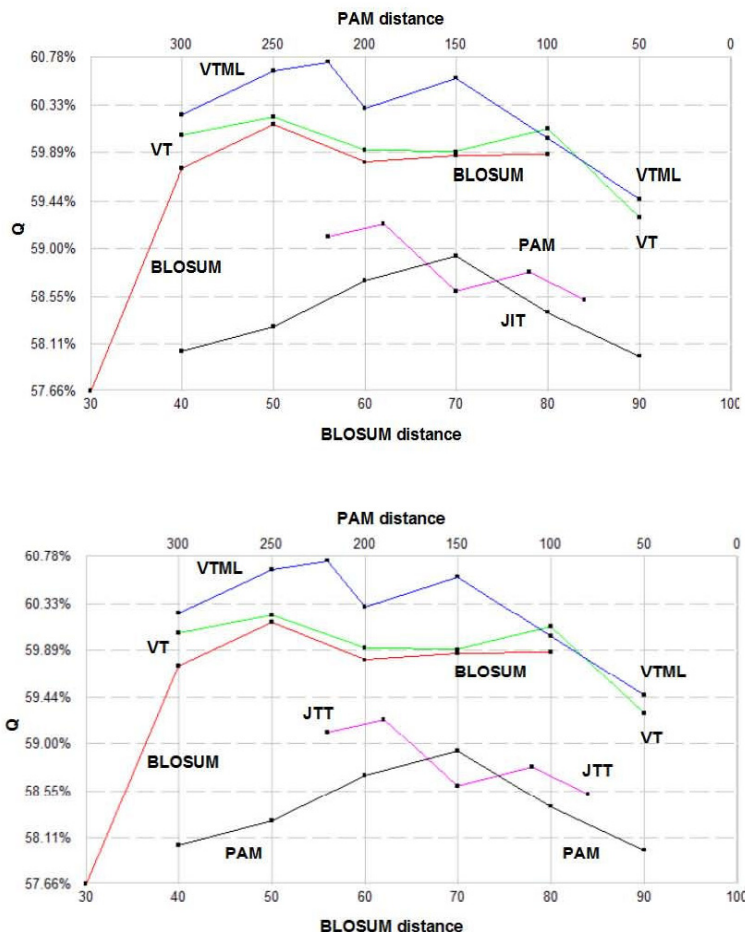 PAM distance
300 250 200 150 100 50 0
60.78%
VTML
60.33%
VT
59.89%
BLOSUM
VTML
59.44%
Q
59.00%
PAM
VT
BLOSUM
58.55%
JIT
58.11%
57.66%
30 40 50 60 70 80 90 100
BLOSUM distance
PAM distance
300 250 200 150 100 50 0
60.78%
VTML
60.33%
VT
59.89%
BLOSUM
VTML
59.44%
JTT
Q
59.00%
VT
BLOSUM
JTT
58.55%
58.11%
PAM PAM
57.66%
30 40 50 60 70 80 90 100
BLOSUM distance